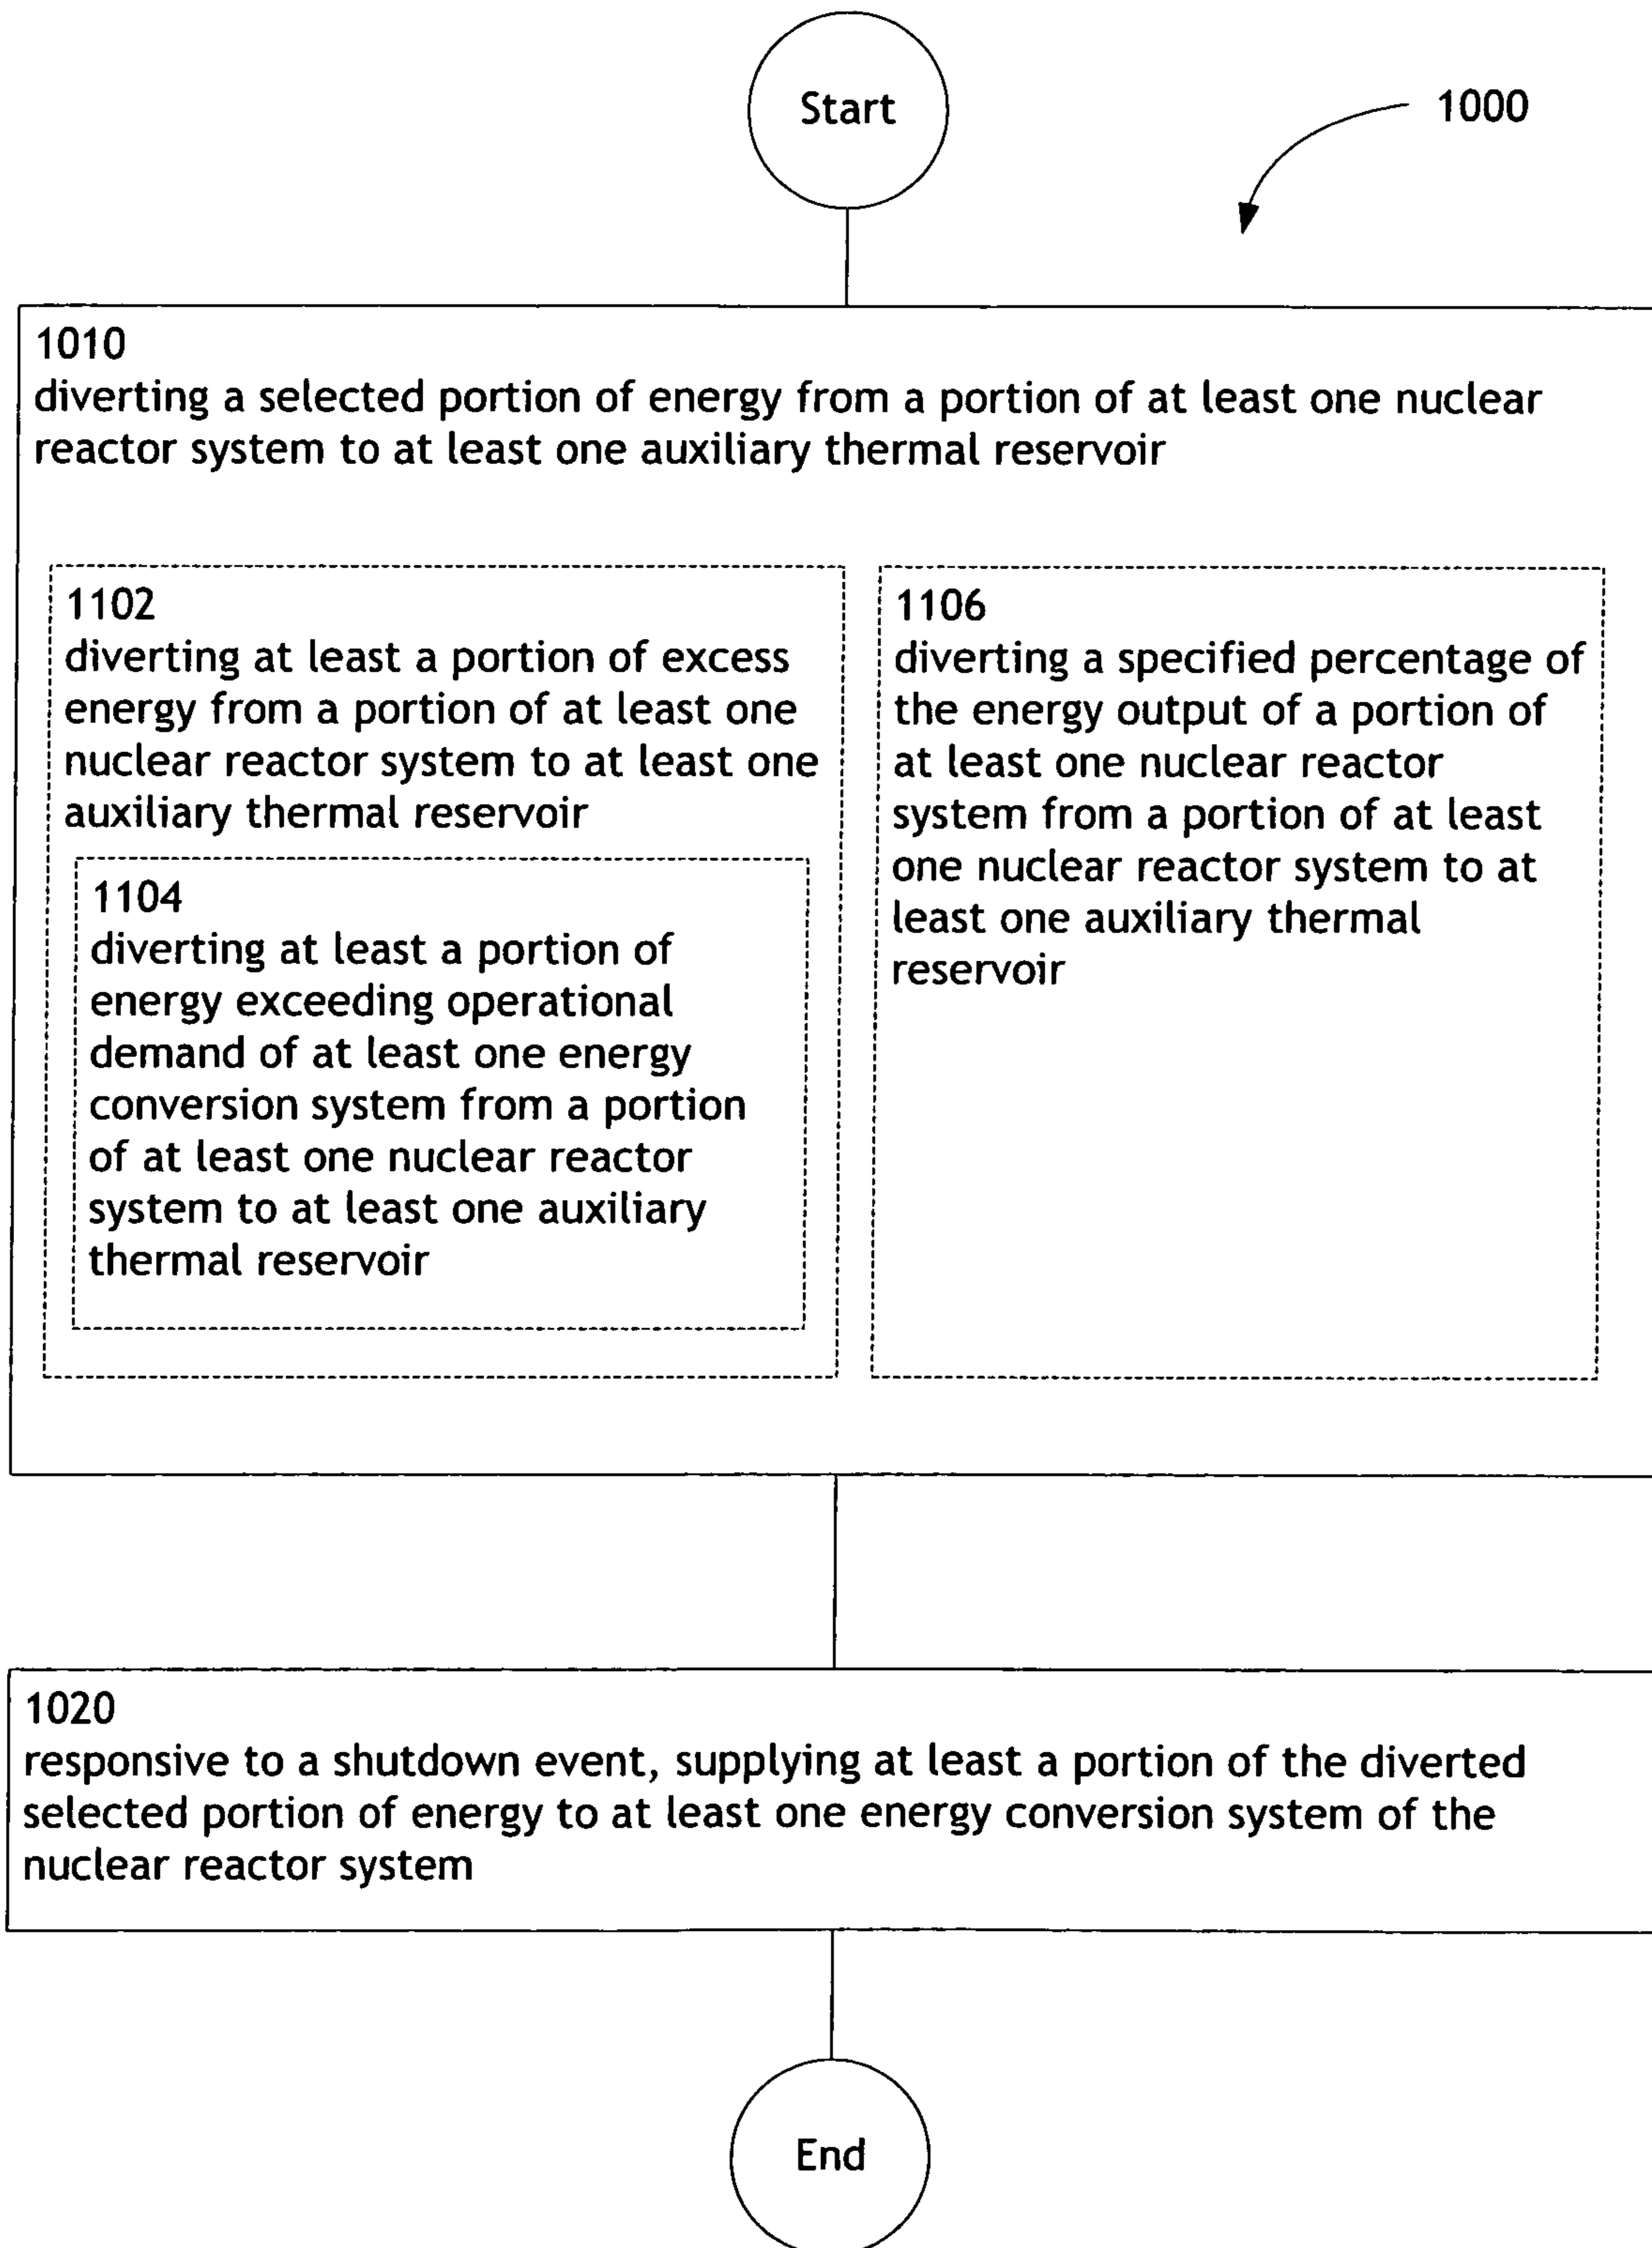 Start
1000
1010
diverting a selected portion of energy from a portion of at least one nuclear
reactor system to at least one auxiliary thermal reservoir
1102
diverting at least a portion of excess
energy from a portion of at least one
nuclear reactor system to at least one
auxiliary thermal reservoir
1104
diverting at least a portion of
energy exceeding operational
demand of at least one energy
conversion system from a portion
of at least one nuclear reactor
system to at least one auxiliary
thermal reservoir
1106
diverting a specified percentage of
the energy output of a portion of
at least one nuclear reactor
system from a portion of at least
one nuclear reactor system to at
least one auxiliary thermal
reservoir
1020
responsive to a shutdown event, supplying at least a portion of the diverted
selected portion of energy to at least one energy conversion system of the
nuclear reactor system
End